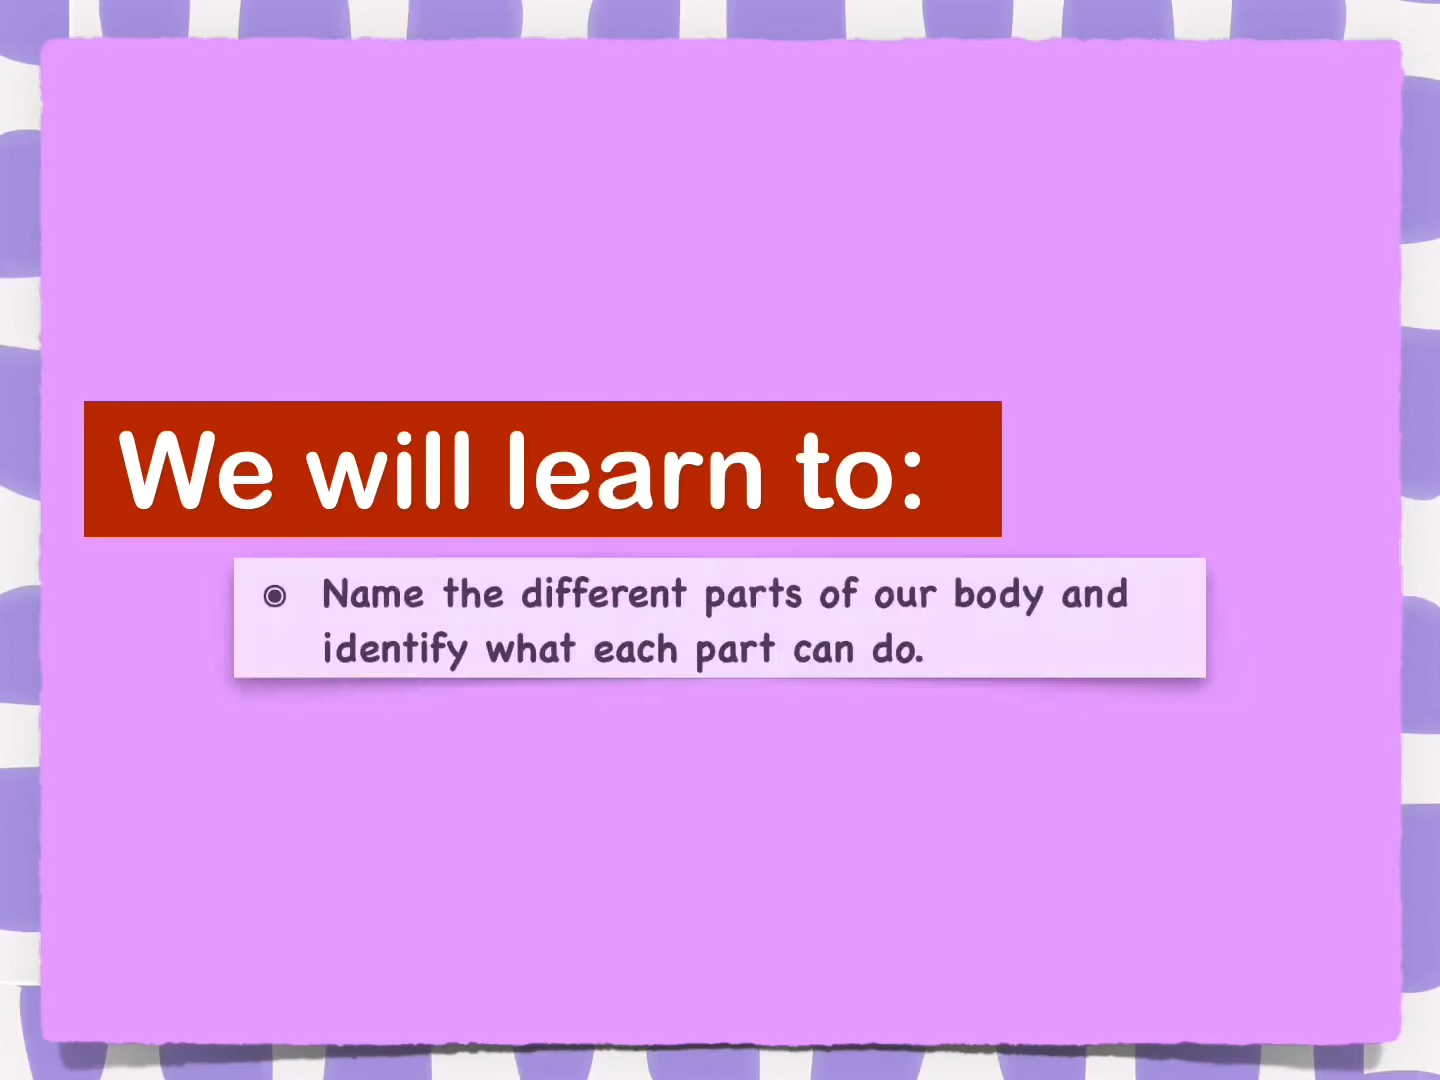 We will learn to:
◉ Name the different parts of our body and
identify what each part can do.